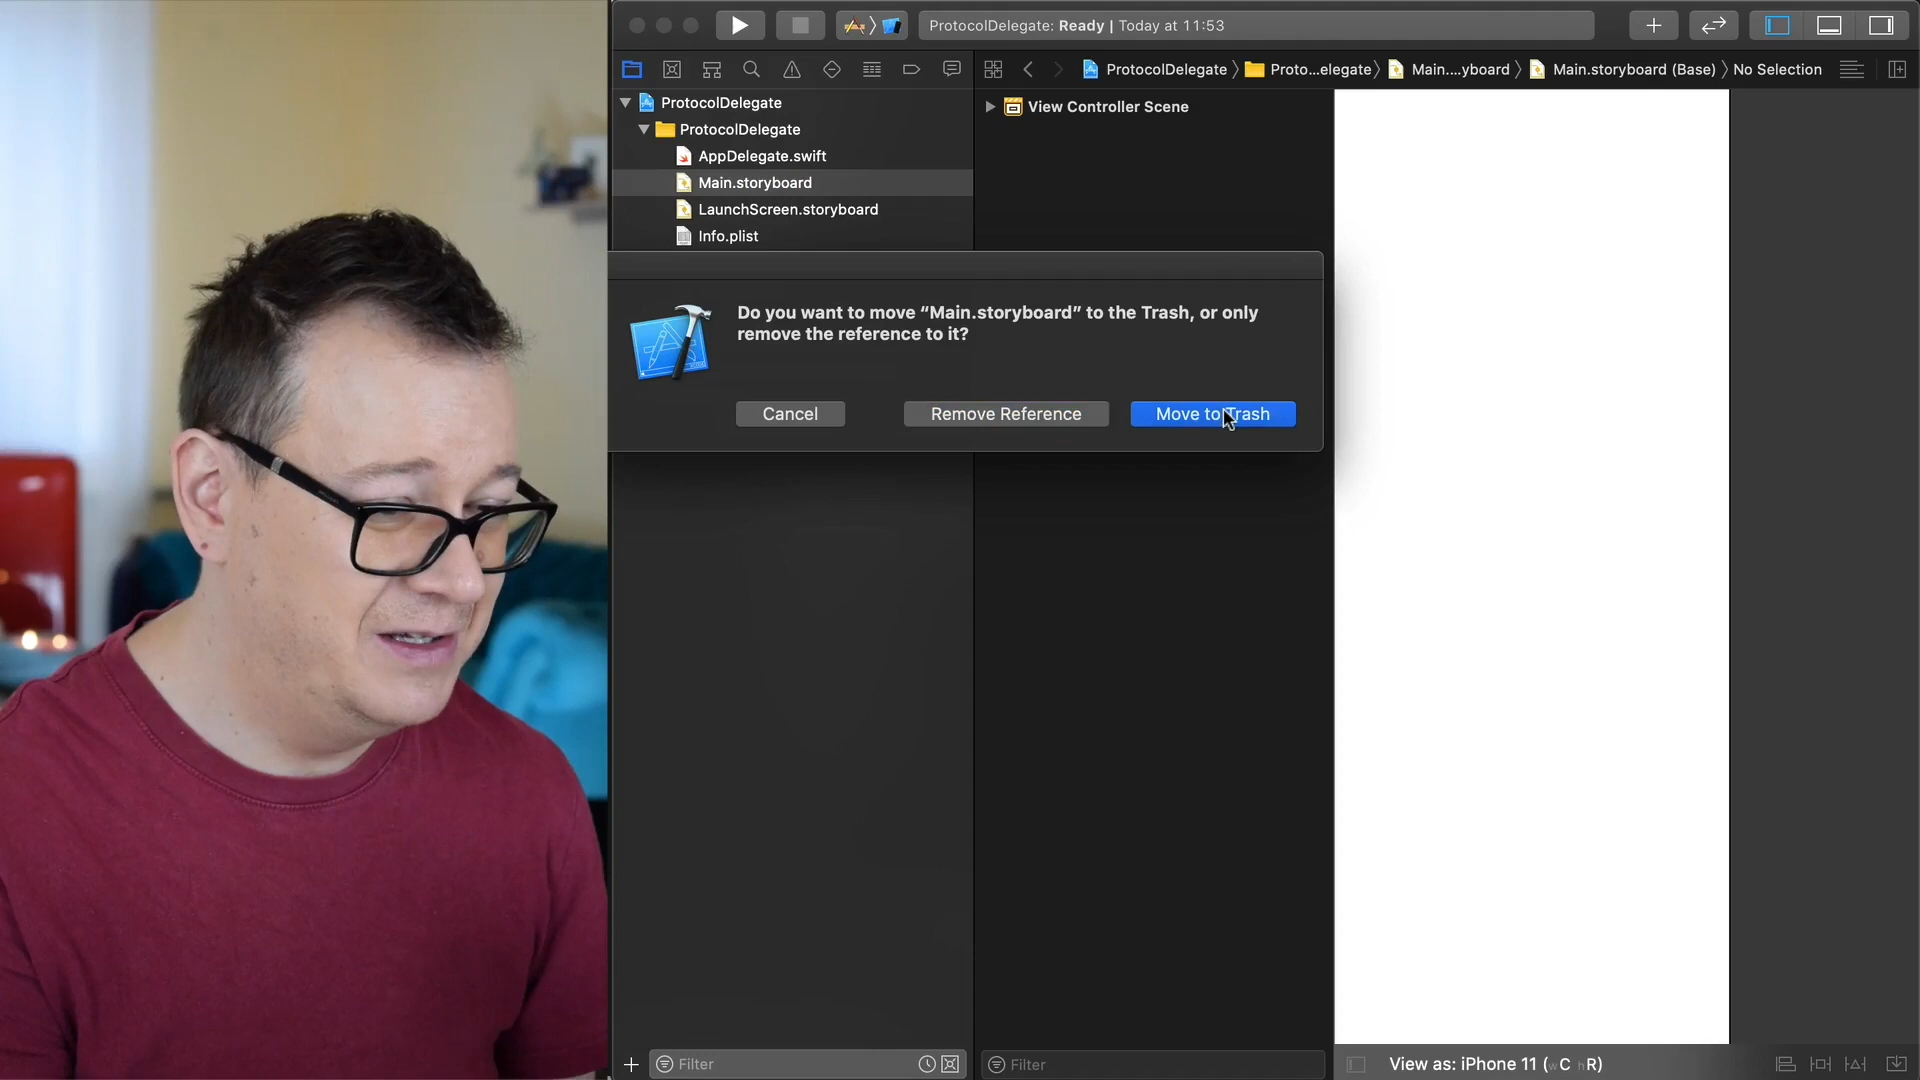 ProtocolDelegate: Ready | Today at 11:53
ProtocolDelegate
Proto...elegate
Main....yboard
Main.storyboard (Base)
No Selection
ProtocolDelegate
ProtocolDelegate
AppDelegate.swift
Main.storyboard
LaunchScreen.storyboard
Info.plist
View Controller Scene
Do you want to move “Main.storyboard” to the Trash, or only
remove the reference to it?
Cancel
Remove Reference
Move to Trash
Filter
Filter
View as: iPhone 11 (wC hR)